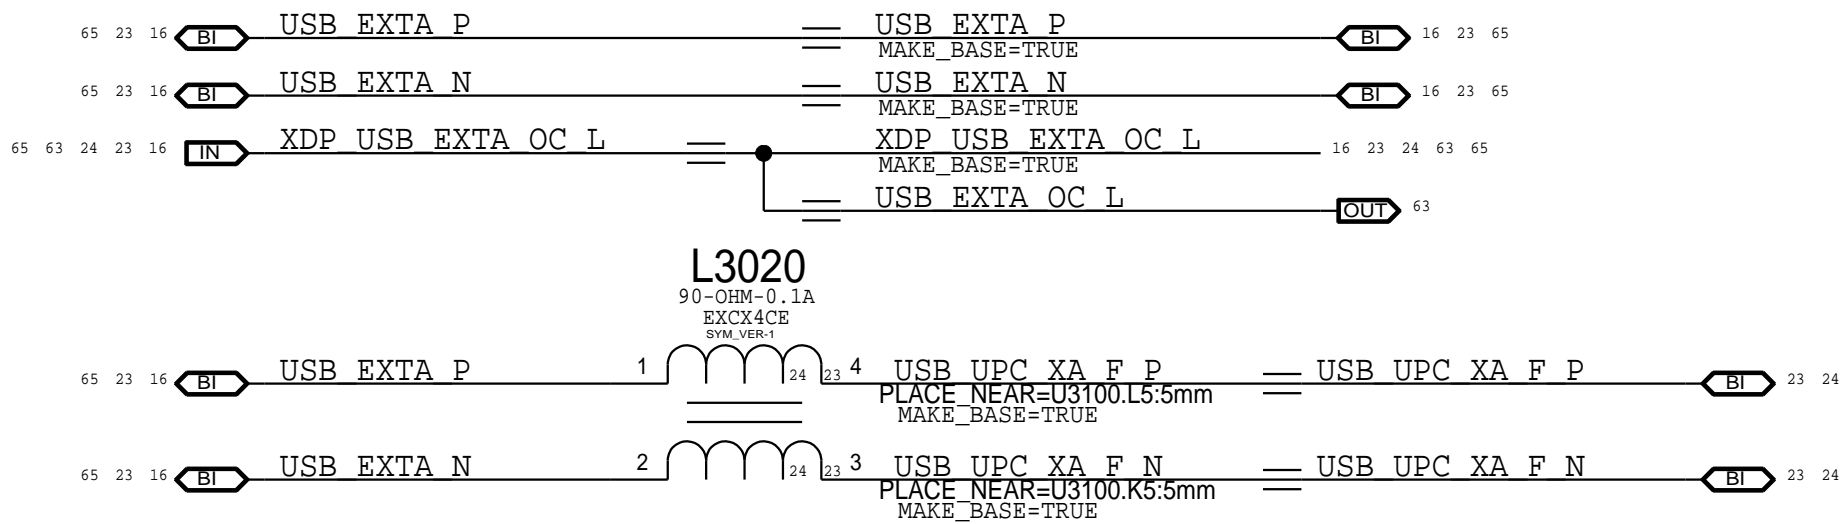 65 23 16 BI USB_EXTA_P USB_EXTA_P BI 16 23 65
MAKE_BASE=TRUE
65 23 16 BI USB_EXTA_N USB_EXTA_N BI 16 23 65
MAKE_BASE=TRUE
65 63 24 23 16 IN XDP_USB_EXTA_OC_L XDP_USB_EXTA_OC_L 16 23 24 63 65
MAKE_BASE=TRUE
USB_EXTA_OC_L OUT 63
L3020
90-OHM-0.1A
EXCX4CE
SYM_VER-1
65 23 16 BI USB_EXTA_P 1 24 23 4 USB_UPC_XA_F_P USB_UPC_XA_F_P BI 23 24
PLACE_NEAR=U3100.L5:5mm
MAKE_BASE=TRUE
65 23 16 BI USB_EXTA_N 2 24 23 3 USB_UPC_XA_F_N USB_UPC_XA_F_N BI 23 24
PLACE_NEAR=U3100.K5:5mm
MAKE_BASE=TRUE